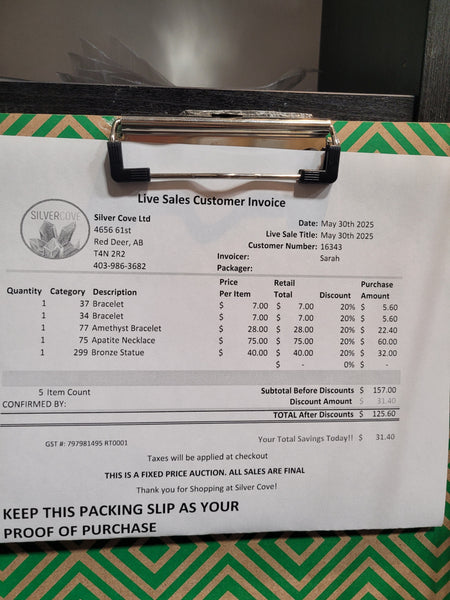 Live Sales Customer Invoice
SILVERCOVE
Silver Cove Ltd
4656 61st
Red Deer, AB
T4N 2R2
403-986-3682
Date: May 30th 2025
Live Sale Title: May 30th 2025
Customer Number: 16343
Invoicer: Sarah
Packager:
Quantity Category Description Price Per Item Retail Total Discount Purchase Amount
1 37 Bracelet $ 7.00 $ 7.00 20% $ 5.60
1 34 Bracelet $ 7.00 $ 7.00 20% $ 5.60
1 77 Amethyst Bracelet $ 28.00 $ 28.00 20% $ 22.40
1 75 Apatite Necklace $ 75.00 $ 75.00 20% $ 60.00
1 299 Bronze Statue $ 40.00 $ 40.00 20% $ 32.00
$ - 0% $ -
5 Item Count Subtotal Before Discounts $ 157.00
CONFIRMED BY: Discount Amount $ 31.40
TOTAL After Discounts $ 125.60
GST #: 797981495 RT0001 Your Total Savings Today!! $ 31.40
Taxes will be applied at checkout
THIS IS A FIXED PRICE AUCTION. ALL SALES ARE FINAL
Thank you for Shopping at Silver Cove!
KEEP THIS PACKING SLIP AS YOUR
PROOF OF PURCHASE